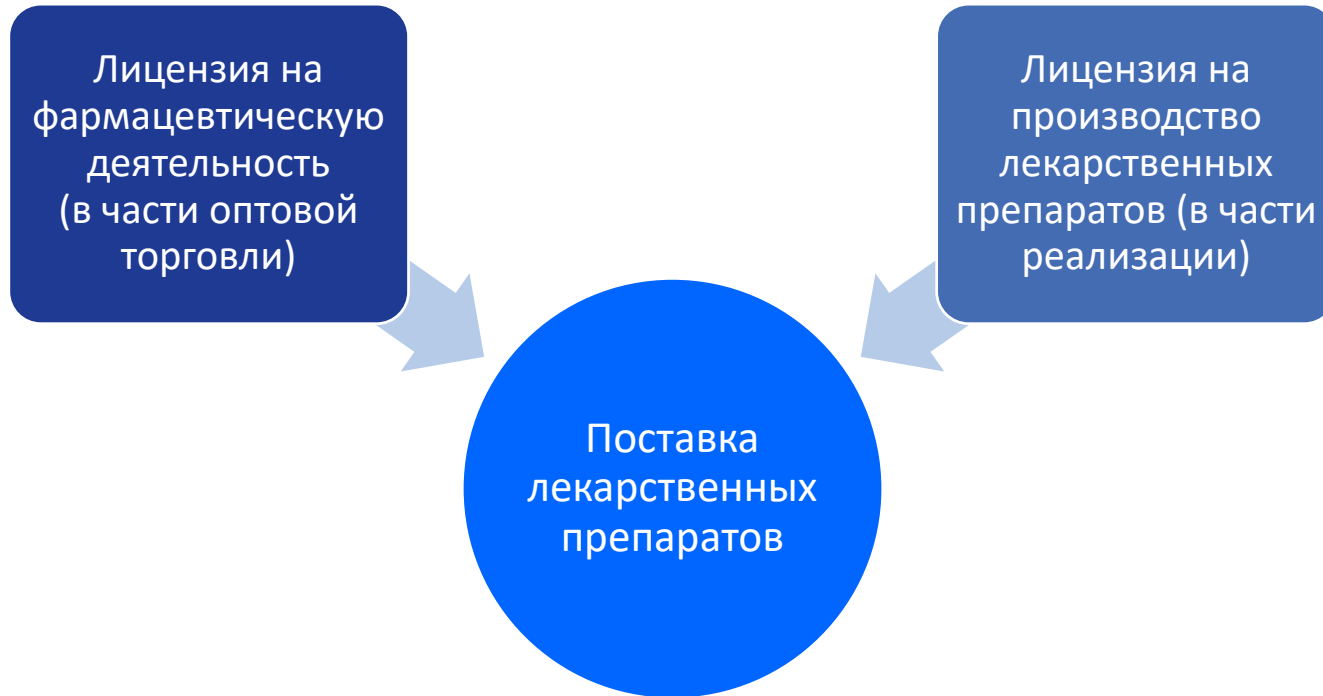 Лицензия на
фармацевтическую
деятельность
(в части оптовой
торговли)
Лицензия на
производство
лекарственных
препаратов (в части
реализации)
Поставка
лекарственных
препаратов